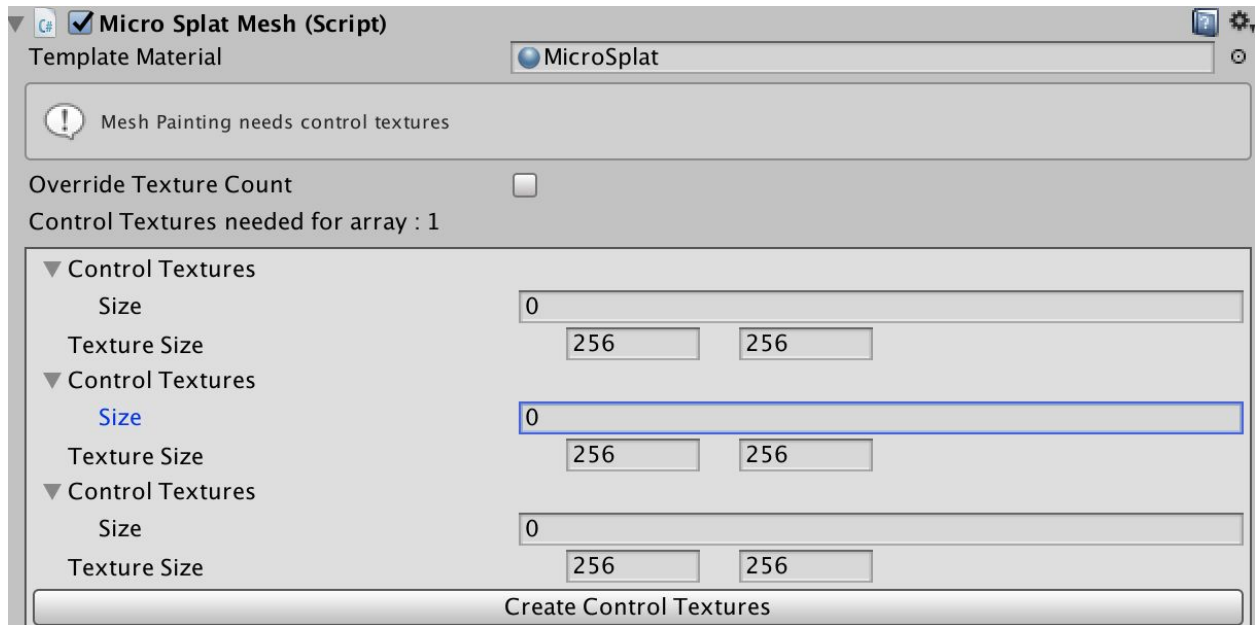 Micro Splat Mesh (Script)
Template Material MicroSplat
Mesh Painting needs control textures
Override Texture Count
Control Textures needed for array : 1
Control Textures
Size 0
Texture Size 256 256
Control Textures
Size 0
Texture Size 256 256
Control Textures
Size 0
Texture Size 256 256
Create Control Textures